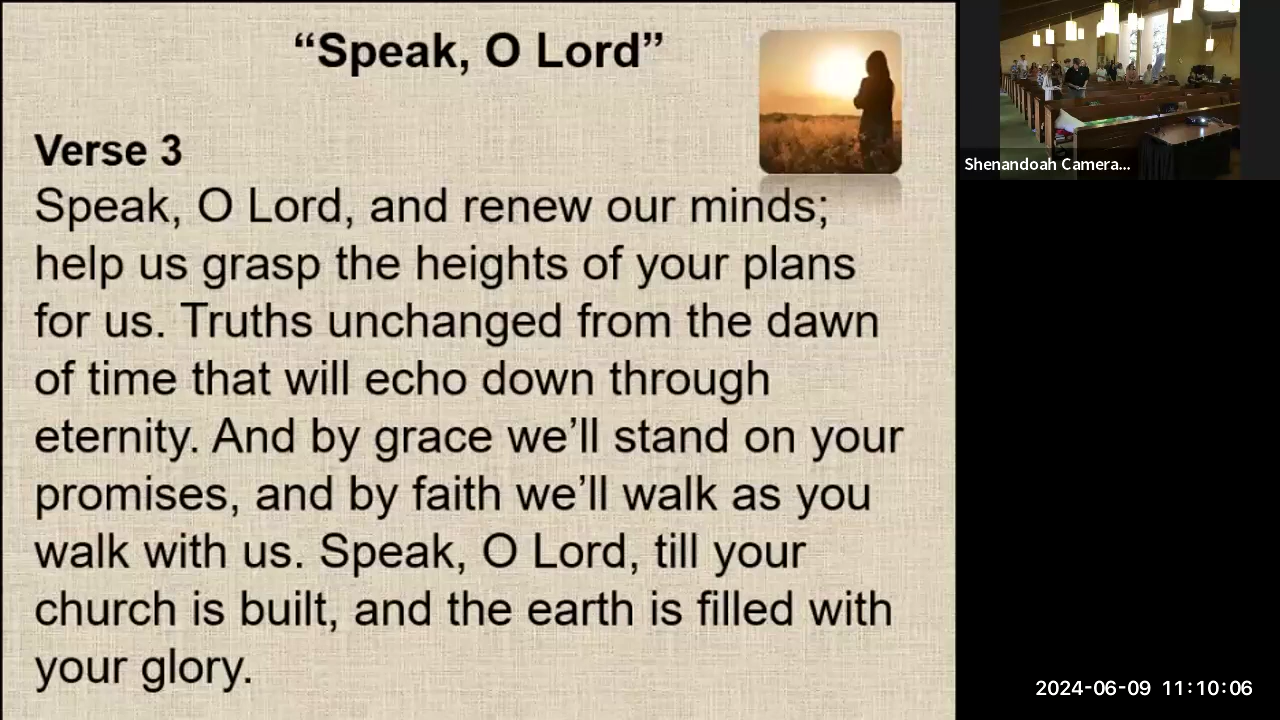 “Speak, O Lord”
Verse 3
Speak, O Lord, and renew our minds;
help us grasp the heights of your plans
for us. Truths unchanged from the dawn
of time that will echo down through
eternity. And by grace we’ll stand on your
promises, and by faith we’ll walk as you
walk with us. Speak, O Lord, till your
church is built, and the earth is filled with
your glory.
Shenandoah Camera...
2024-06-09 11:10:06